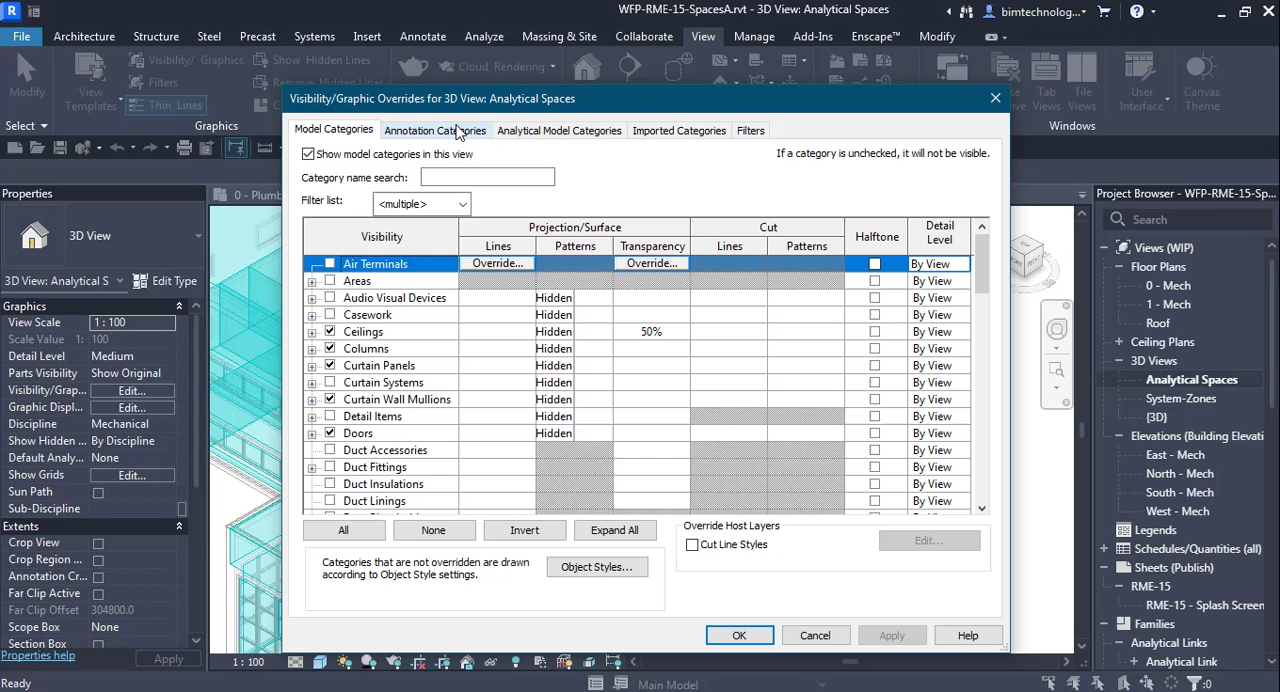 R
WFP-RME-15-SpacesA.rvt - 3D View: Analytical Spaces
bimtechnolog...
File Architecture Structure Steel Precast Systems Insert Annotate Analyze Massing & Site Collaborate View Manage Add-Ins Enscape™ Modify
Modify
View
Templates
Visibility/ Graphics
Filters
Thin Lines
Show Hidden Lines
Cloud Rendering
Tab
Views
Tile
Views
User
Interface
Canvas
Theme
Select
Graphics
Windows
Visibility/Graphic Overrides for 3D View: Analytical Spaces
Model Categories Annotation Categories Analytical Model Categories Imported Categories Filters
Show model categories in this view
If a category is unchecked, it will not be visible.
Category name search:
Filter list: <multiple>
Visibility Projection/Surface Cut Halftone Detail Level
Lines Patterns Transparency Lines Patterns
Air Terminals Override... Override... By View
Areas By View
Audio Visual Devices Hidden By View
Casework Hidden By View
Ceilings Hidden 50% By View
Columns Hidden By View
Curtain Panels Hidden By View
Curtain Systems Hidden By View
Curtain Wall Mullions Hidden By View
Detail Items Hidden By View
Doors Hidden By View
Duct Accessories By View
Duct Fittings By View
Duct Insulations By View
Duct Linings By View
All None Invert Expand All
Override Host Layers
Cut Line Styles Edit...
Categories that are not overridden are drawn
according to Object Style settings.
Object Styles...
OK Cancel Apply Help
Properties
3D View
3D View: Analytical S Edit Type
Graphics
View Scale 1 : 100
Scale Value 1: 100
Detail Level Medium
Parts Visibility Show Original
Visibility/Grap... Edit...
Graphic Displ... Edit...
Discipline Mechanical
Show Hidden ... By Discipline
Default Analy... None
Show Grids Edit...
Sun Path
Sub-Discipline
Extents
Crop View
Crop Region ...
Annotation Cr...
Far Clip Active
Far Clip Offset 304800.0
Scope Box None
Section Box
Properties help Apply
0 - Plumb
Project Browser - WFP-RME-15-Sp...
Search
Views (WIP)
Floor Plans
0 - Mech
1 - Mech
Roof
Ceiling Plans
3D Views
Analytical Spaces
System-Zones
{3D}
Elevations (Building Elevati
East - Mech
North - Mech
South - Mech
West - Mech
Legends
Schedules/Quantities (all)
Sheets (Publish)
RME-15
RME-15 - Splash Screen
Families
Analytical Links
Analytical Link
1 : 100
Ready
Main Model
:0